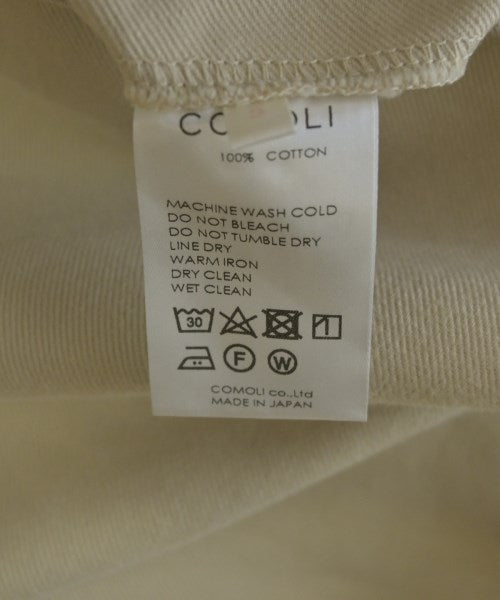 COMOLI
100% COTTON
MACHINE WASH COLD
DO NOT BLEACH
DO NOT TUMBLE DRY
LINE DRY
WARM IRON
DRY CLEAN
WET CLEAN
30
F W
COMOLI co.,Ltd
MADE IN JAPAN